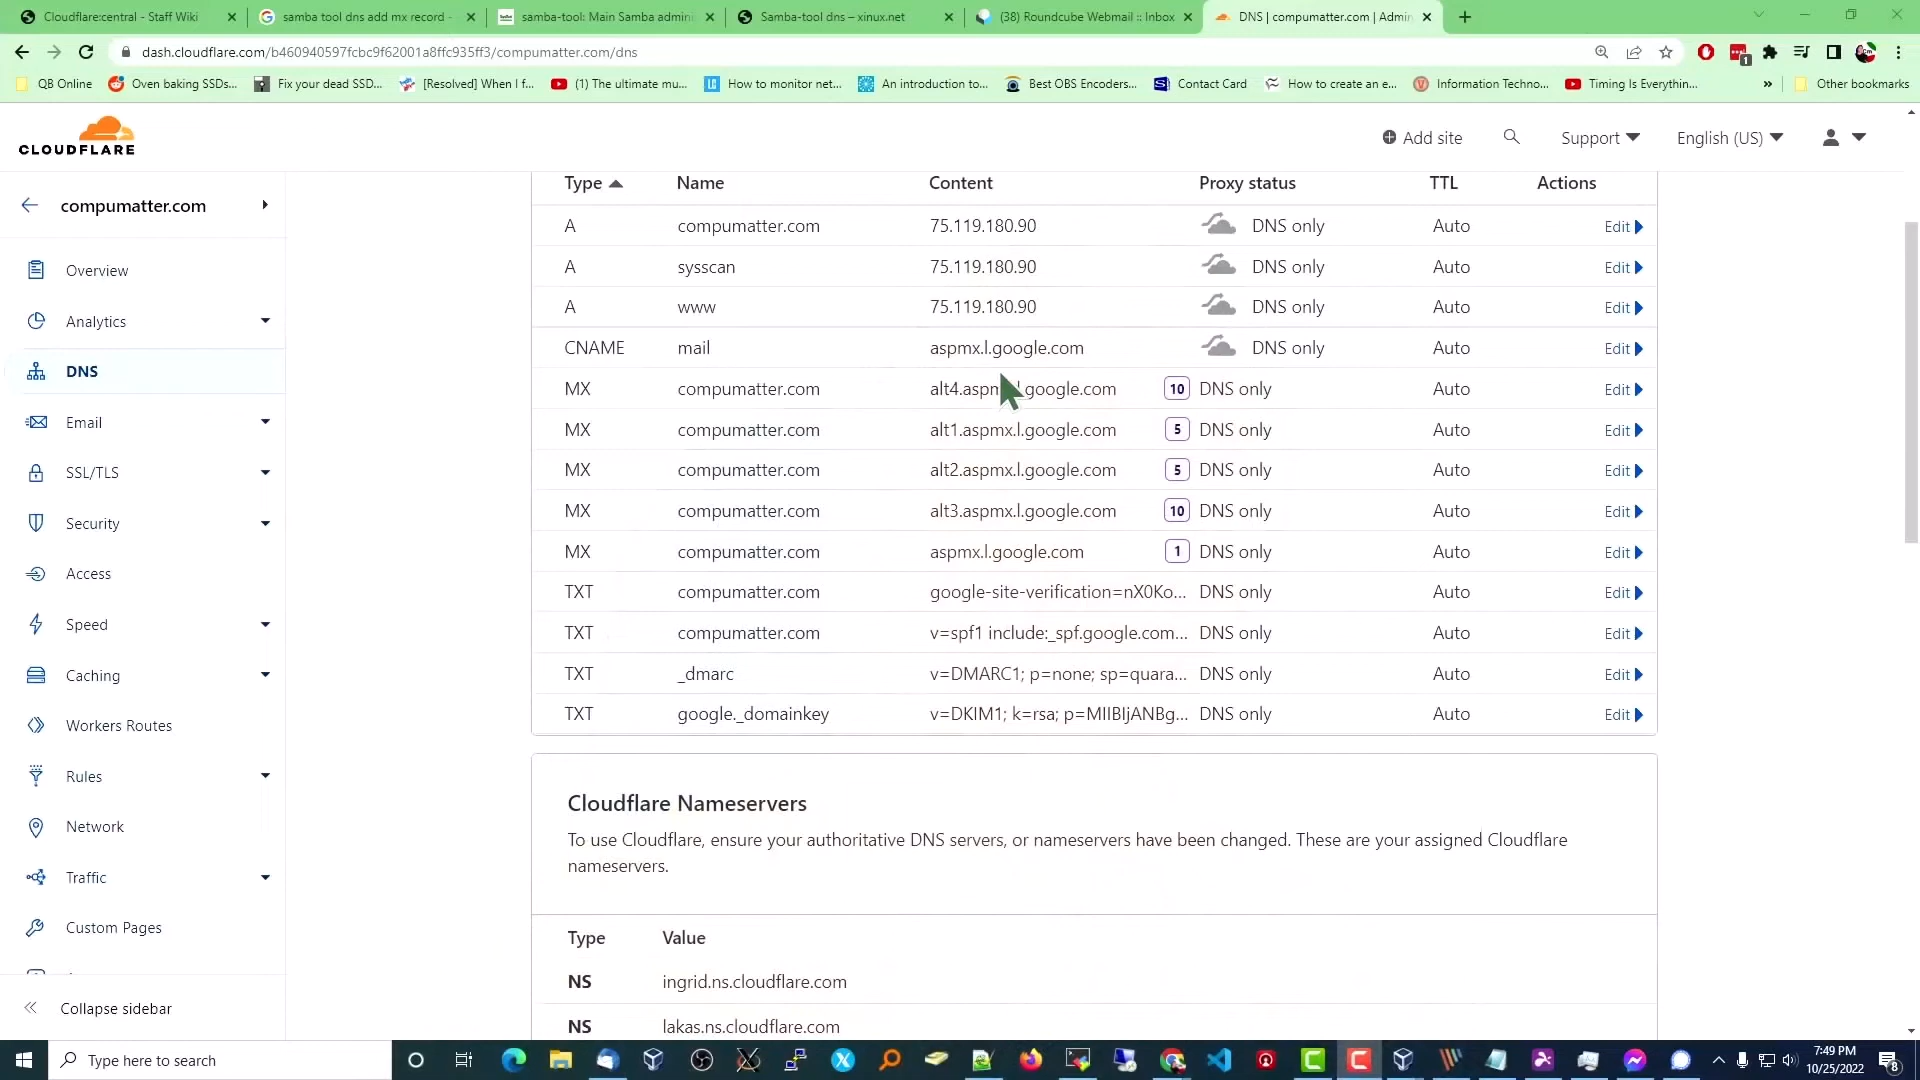 Cloudflare:central - Staff Wiki
samba tool dns add mx record -
samba-tool: Main Samba admini
Samba-tool dns – xinux.net
(38) Roundcube Webmail :: Inbox
DNS | compumatter.com | Admin
dash.cloudflare.com/b460940597fcbc9f62001a8ffc935ff3/compumatter.com/dns
1
QB Online
Oven baking SSDs...
Fix your dead SSD...
[Resolved] When I f...
(1) The ultimate mu...
How to monitor net...
An introduction to...
Best OBS Encoders...
Contact Card
How to create an e...
Information Techno...
Timing Is Everythin...
»
Other bookmarks
CLOUDFLARE
Add site
Support
English (US)
compumatter.com
Overview
Analytics
DNS
Email
SSL/TLS
Security
Access
Speed
Caching
Workers Routes
Rules
Network
Traffic
Custom Pages
Collapse sidebar
Type Name Content Proxy status TTL Actions
A compumatter.com 75.119.180.90 DNS only Auto Edit
A sysscan 75.119.180.90 DNS only Auto Edit
A www 75.119.180.90 DNS only Auto Edit
CNAME mail aspmx.l.google.com DNS only Auto Edit
MX compumatter.com alt4.aspm l.google.com 10 DNS only Auto Edit
MX compumatter.com alt1.aspmx.l.google.com 5 DNS only Auto Edit
MX compumatter.com alt2.aspmx.l.google.com 5 DNS only Auto Edit
MX compumatter.com alt3.aspmx.l.google.com 10 DNS only Auto Edit
MX compumatter.com aspmx.l.google.com 1 DNS only Auto Edit
TXT compumatter.com google-site-verification=nX0Ko... DNS only Auto Edit
TXT compumatter.com v=spf1 include:_spf.google.com... DNS only Auto Edit
TXT _dmarc v=DMARC1; p=none; sp=quara... DNS only Auto Edit
TXT google._domainkey v=DKIM1; k=rsa; p=MIIBIjANBg... DNS only Auto Edit
Cloudflare Nameservers
To use Cloudflare, ensure your authoritative DNS servers, or nameservers have been changed. These are your assigned Cloudflare
nameservers.
Type Value
NS ingrid.ns.cloudflare.com
NS lakas.ns.cloudflare.com
Type here to search
7:49 PM
10/25/2022
8